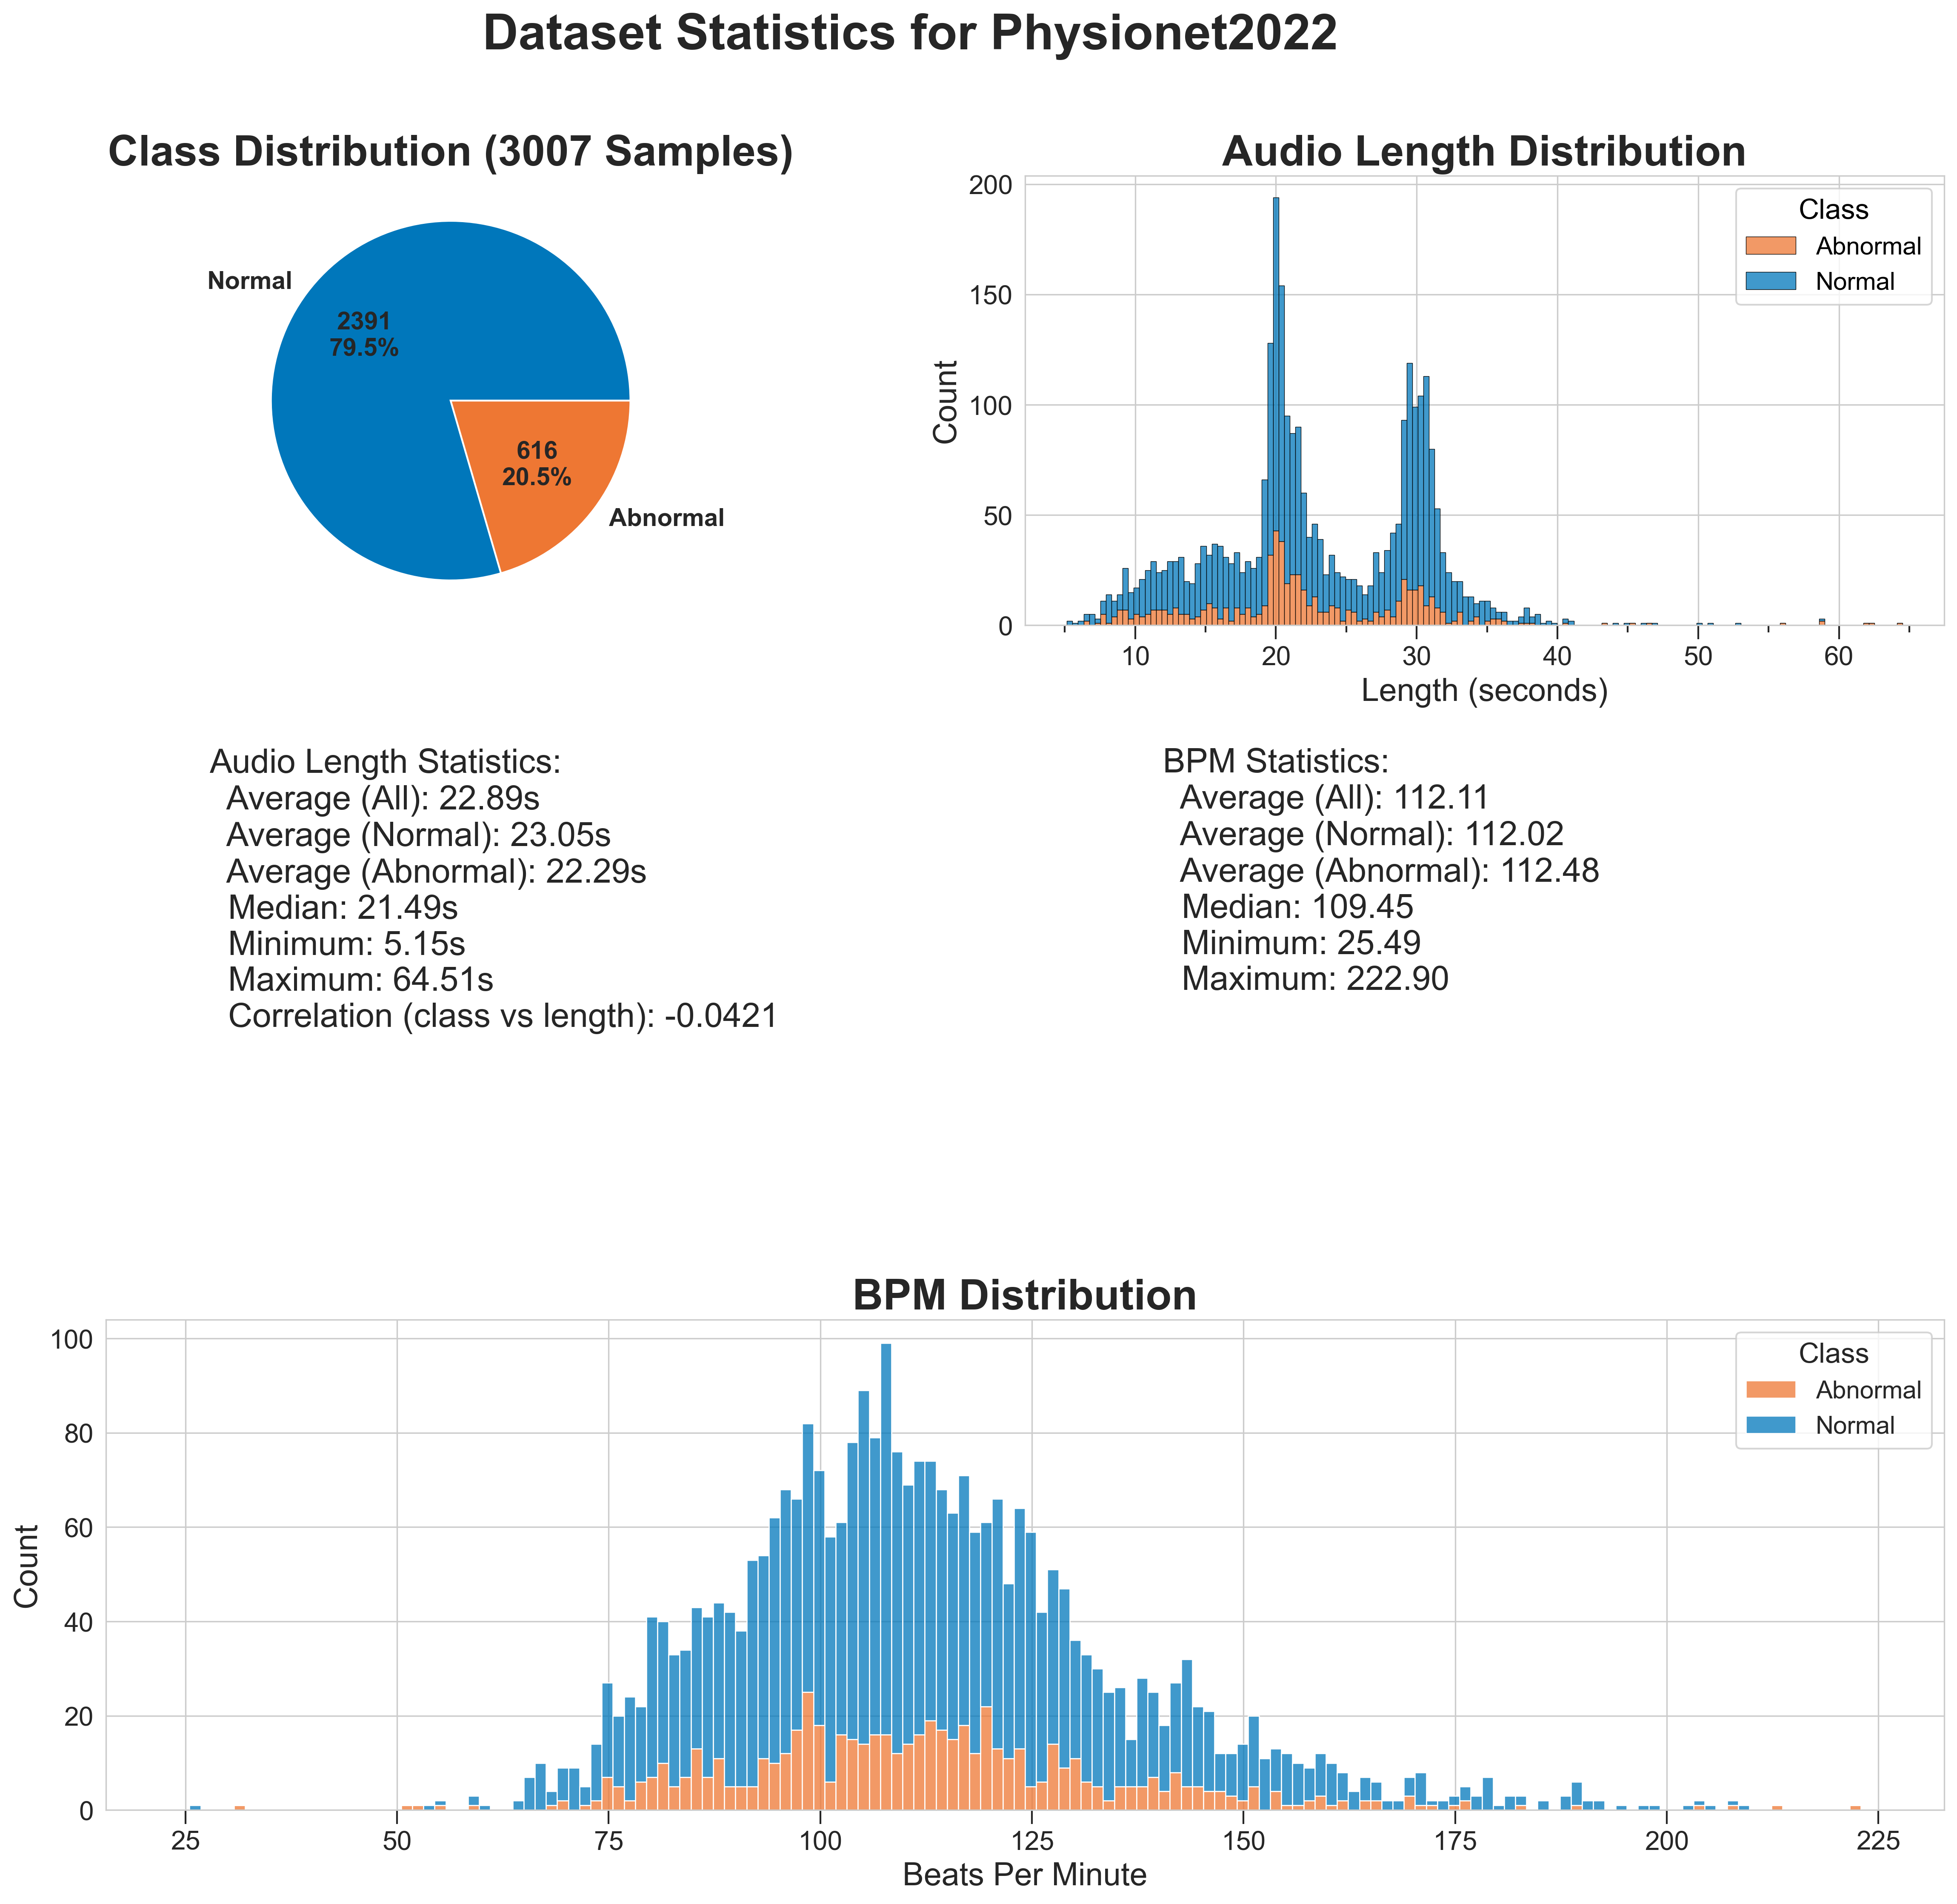 Dataset Statistics for Physionet2022
Class Distribution (3007 Samples)
Normal
2391
79.5%
616
20.5%
Abnormal
Audio Length Distribution
200
150
100
50
0
Count
10 20 30 40 50 60
Length (seconds)
Class
Abnormal
Normal
Audio Length Statistics:
Average (All): 22.89s
Average (Normal): 23.05s
Average (Abnormal): 22.29s
Median: 21.49s
Minimum: 5.15s
Maximum: 64.51s
Correlation (class vs length): -0.0421
BPM Statistics:
Average (All): 112.11
Average (Normal): 112.02
Average (Abnormal): 112.48
Median: 109.45
Minimum: 25.49
Maximum: 222.90
BPM Distribution
100
80
60
40
20
0
Count
25 50 75 100 125 150 175 200 225
Beats Per Minute
Class
Abnormal
Normal